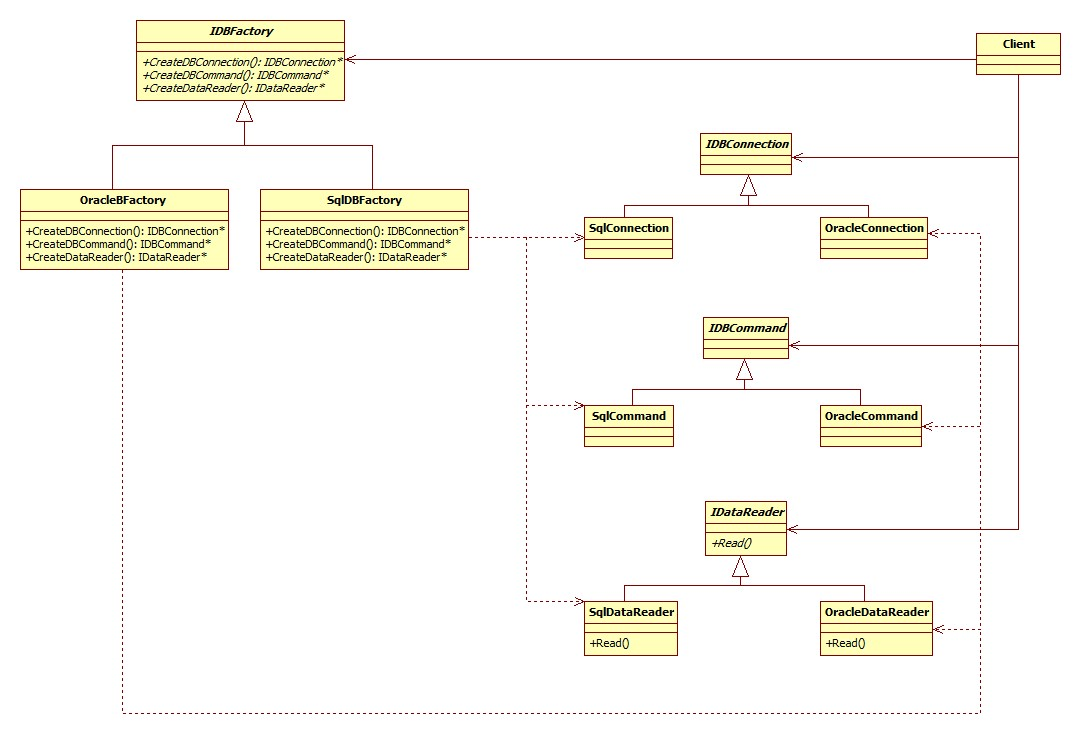 IDBFactory
+CreateDBConnection(): IDBConnection*
+CreateDBCommand(): IDBCommand*
+CreateDataReader(): IDataReader*
Client
IDBConnection
OracleBFactory
+CreateDBConnection(): IDBConnection*
+CreateDBCommand(): IDBCommand*
+CreateDataReader(): IDataReader*
SqlDBFactory
+CreateDBConnection(): IDBConnection*
+CreateDBCommand(): IDBCommand*
+CreateDataReader(): IDataReader*
SqlConnection
OracleConnection
IDBCommand
SqlCommand
OracleCommand
IDataReader
+Read()
SqlDataReader
+Read()
OracleDataReader
+Read()